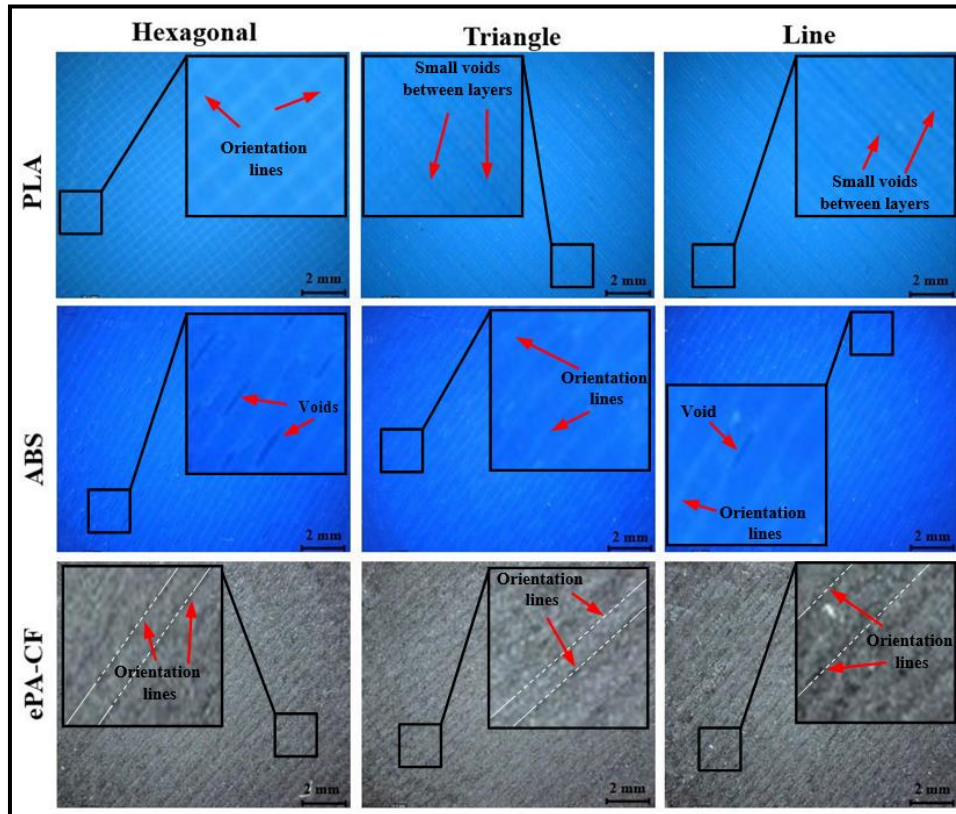 Hexagonal
Triangle
Line
PLA
Orientation
lines
2 mm
Small voids
between layers
2 mm
Small voids
between layers
2 mm
ABS
Voids
2 mm
Orientation
lines
2 mm
Void
Orientation
lines
2 mm
ePA-CF
Orientation
lines
2 mm
Orientation
lines
2 mm
Orientation
lines
2 mm